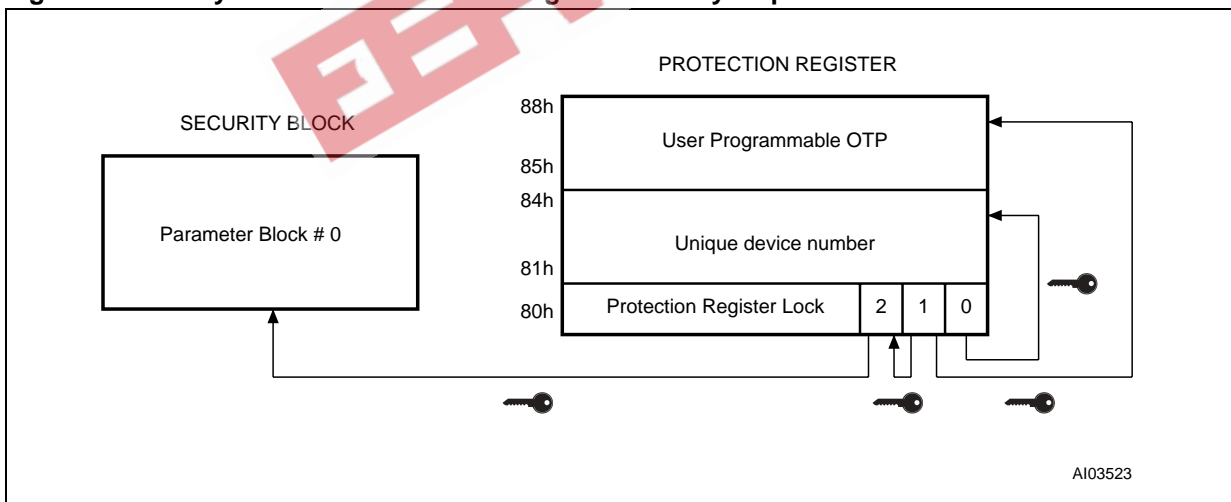 PROTECTION REGISTER
SECURITY BLOCK
Parameter Block # 0
88h
User Programmable OTP
85h
84h
Unique device number
81h
80h
Protection Register Lock
2
1
0
AI03523